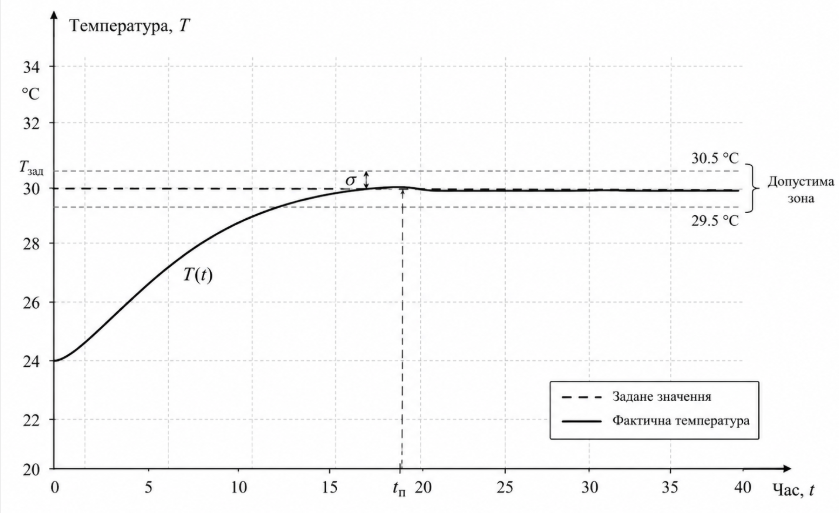 Температура, T
34
°C
32
Tзад
30
28
26
24
22
20
σ
T(t)
30.5 °C
29.5 °C
Допустима
зона
Задане значення
Фактична температура
0 5 10 15 tп 20 25 30 35 40 Час, t